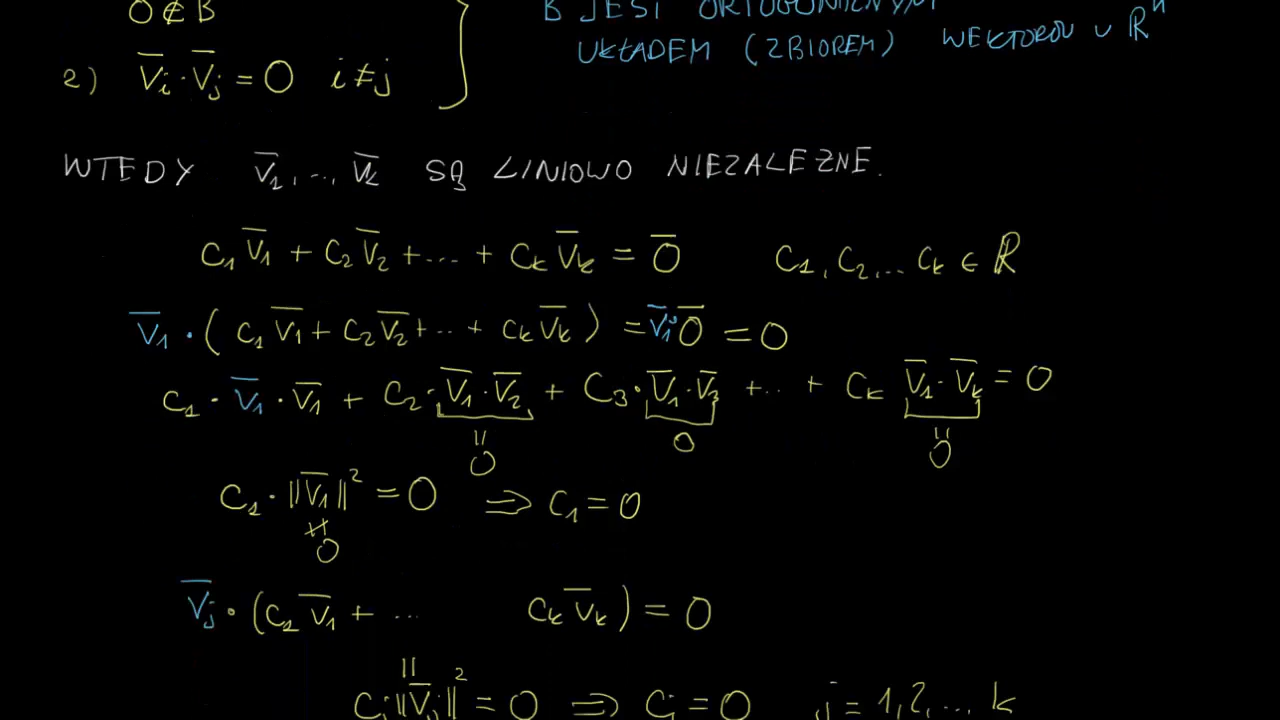 0 ∉ B
B JEST ORTOGONALNYM
UKŁADEM (ZBIOREM) WEKTORÓW W ℝⁿ
2) V̅ᵢ · V̅ⱼ = 0 i ≠ j
WTEDY V̅₁, ..., V̅ₖ SĄ LINIOWO NIEZALEŻNE.
C₁V̅₁ + C₂V̅₂ + ... + CₖV̅ₖ = 0̅ C₁, C₂, ... Cₖ ∈ ℝ
V̅₁ · (C₁V̅₁ + C₂V̅₂ + ... + CₖV̅ₖ) = V̅₁ · 0̅ = 0
C₁ · V̅₁ · V̅₁ + C₂ · V̅₁ · V̅₂ + C₃ · V̅₁ · V̅₃ + ... + Cₖ V̅₁ · V̅ₖ = 0
= 0 0 = 0
C₁ · ||V̅₁||² = 0 ⇒ C₁ = 0
≠ 0
V̅ⱼ · (C₁V̅₁ + ... CₖV̅ₖ) = 0
=
Cⱼ||V̅ⱼ||² = 0 ⇒ Cⱼ = 0 j = 1, 2, ... k